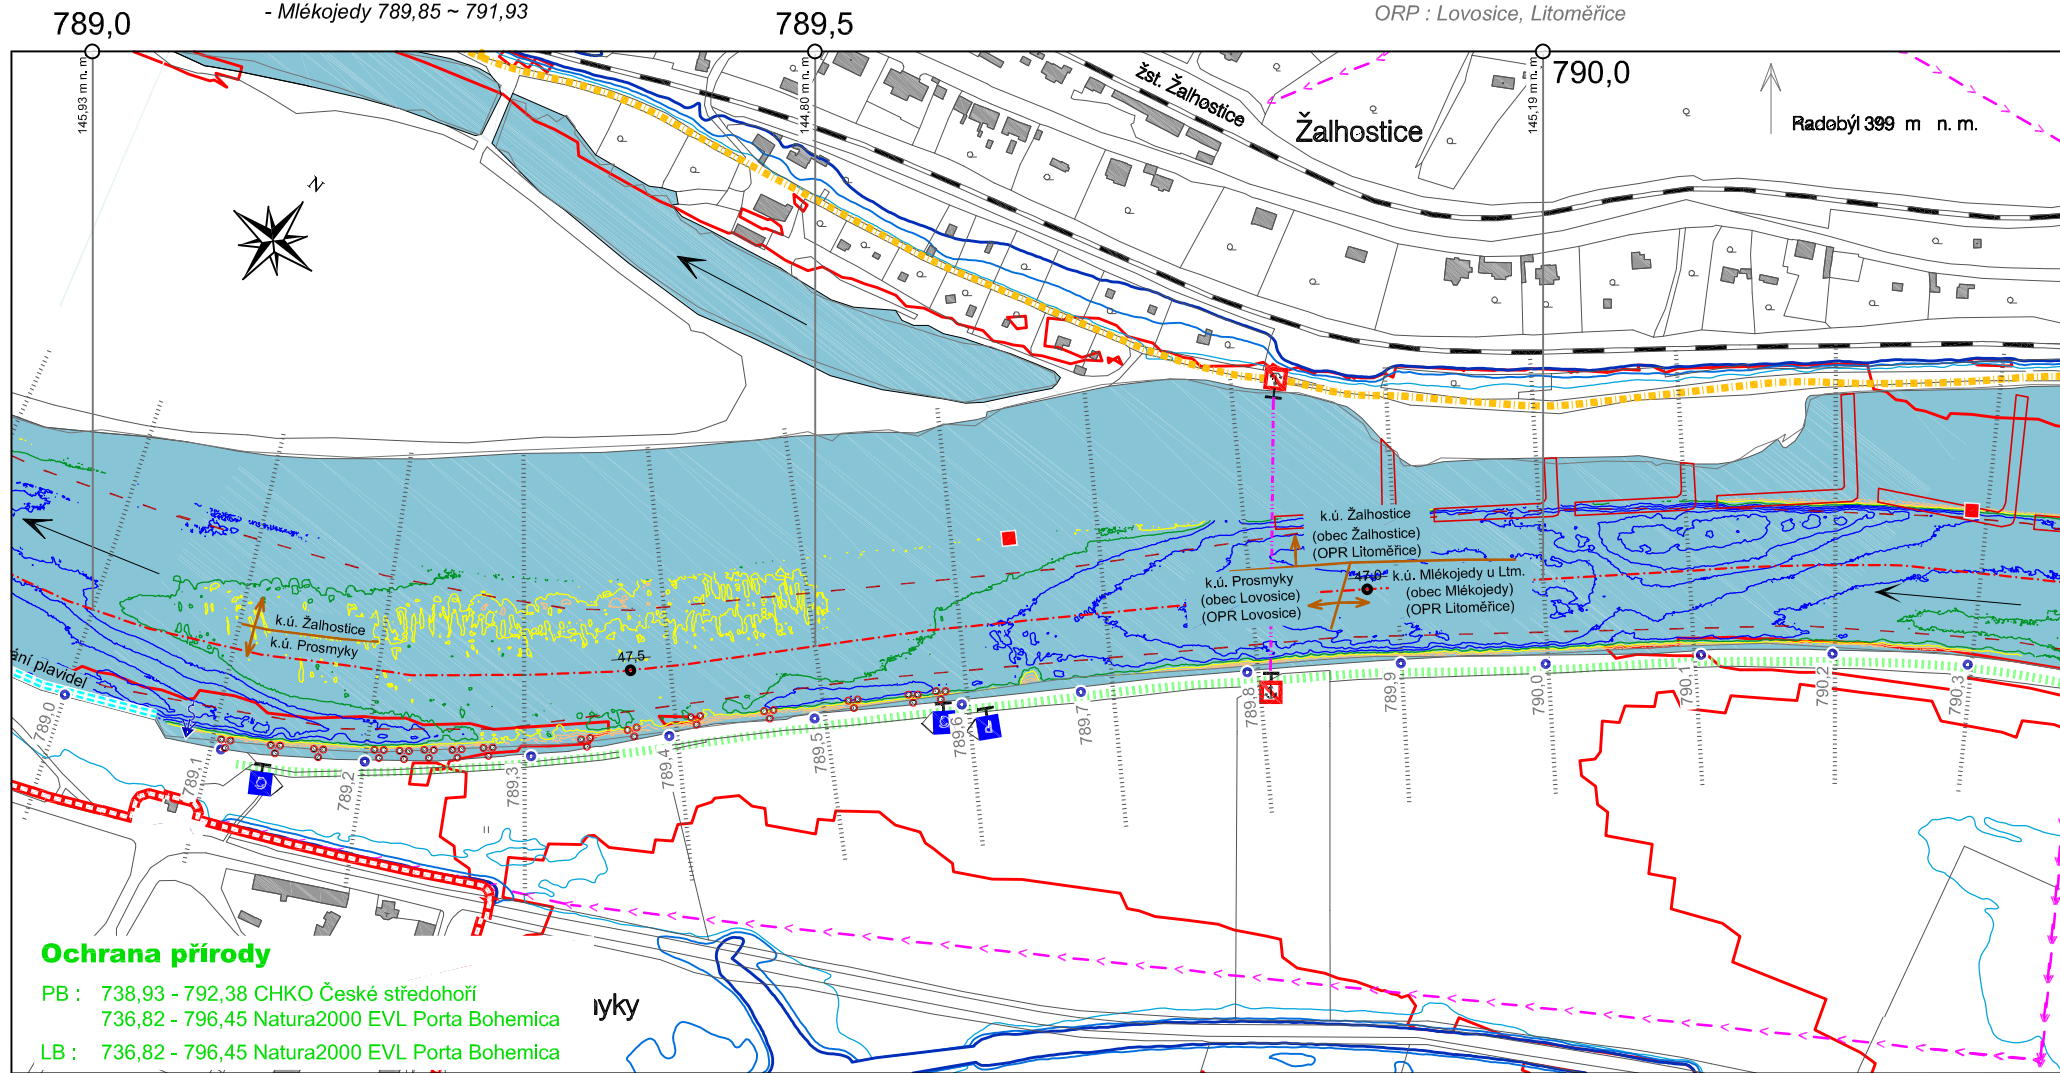 - Mlékojedy 789,85 ~ 791,93
ORP : Lovosice, Litoměřice
789,0
789,5
790,0
145,93 m n. m.
144,80 m n. m.
145,19 m n. m.
žst. Žalhostice
Žalhostice
Radobýl 399 m n. m.
N
k.ú. Žalhostice
(obec Žalhostice)
(OPR Litoměřice)
k.ú. Prosmyky
(obec Lovosice)
(OPR Lovosice)
47,9
k.ú. Mlékojedy u Ltm.
(obec Mlékojedy)
(OPR Litoměřice)
k.ú. Žalhostice
k.ú. Prosmyky
47,5
ání plavidel
789,0
789,1
789,2
789,3
789,4
789,5
789,6
789,7
789,8
789,9
790,0
790,1
790,2
790,3
Ochrana přírody
PB : 738,93 - 792,38 CHKO České středohoří
736,82 - 796,45 Natura2000 EVL Porta Bohemica
LB : 736,82 - 796,45 Natura2000 EVL Porta Bohemica
yky